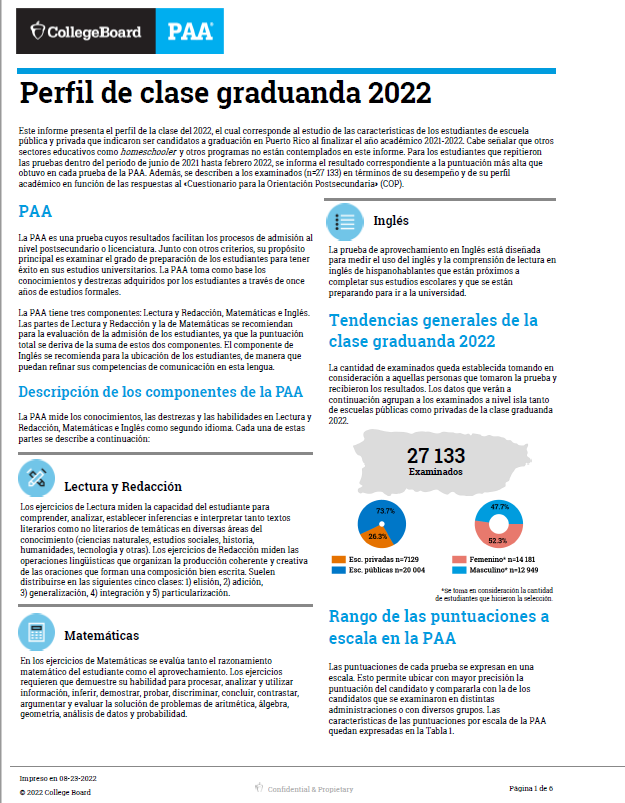 CollegeBoard PAA
Perfil de clase graduanda 2022
Este informe presenta el perfil de la clase del 2022, el cual corresponde al estudio de las características de los estudiantes de escuela
pública y privada que indicaron ser candidatos a graduación en Puerto Rico al finalizar el año académico 2021-2022. Cabe señalar que otros
sectores educativos como homeschooler y otros programas no están contemplados en este informe. Para los estudiantes que repitieron
las pruebas dentro del periodo de junio de 2021 hasta febrero 2022, se informa el resultado correspondiente a la puntuación más alta que
obtuvo en cada prueba de la PAA. Además, se describen a los examinados (n=27 133) en términos de su desempeño y de su perfil
académico en función de las respuestas al «Cuestionario para la Orientación Postsecundaria» (COP).
PAA
La PAA es una prueba cuyos resultados facilitan los procesos de admisión al
nivel postsecundario o licenciatura. Junto con otros criterios, su propósito
principal es examinar el grado de preparación de los estudiantes para tener
éxito en sus estudios universitarios. La PAA toma como base los
conocimientos y destrezas adquiridos por los estudiantes a través de once
años de estudios formales.
La PAA tiene tres componentes: Lectura y Redacción, Matemáticas e Inglés.
Las partes de Lectura y Redacción y la de Matemáticas se recomiendan
para la evaluación de la admisión de los estudiantes, ya que la puntuación
total se deriva de la suma de estos dos componentes. El componente de
Inglés se recomienda para la ubicación de los estudiantes, de manera que
puedan refinar sus competencias de comunicación en esta lengua.
Descripción de los componentes de la PAA
La PAA mide los conocimientos, las destrezas y las habilidades en Lectura y
Redacción, Matemáticas e Inglés como segundo idioma. Cada una de estas
partes se describe a continuación:
Lectura y Redacción
Los ejercicios de Lectura miden la capacidad del estudiante para
comprender, analizar, establecer inferencias e interpretar tanto textos
literarios como no literarios de temáticas en diversas áreas del
conocimiento (ciencias naturales, estudios sociales, historia,
humanidades, tecnología y otras). Los ejercicios de Redacción miden las
operaciones lingüísticas que organizan la producción coherente y creativa
de las oraciones que forman una composición bien escrita. Suelen
distribuirse en las siguientes cinco clases: 1) elisión, 2) adición,
3) generalización, 4) integración y 5) particularización.
Matemáticas
En los ejercicios de Matemáticas se evalúa tanto el razonamiento
matemático del estudiante como el aprovechamiento. Los ejercicios
requieren que demuestre su habilidad para procesar, analizar y utilizar
información, inferir, demostrar, probar, discriminar, concluir, contrastar,
argumentar y evaluar la solución de problemas de aritmética, álgebra,
geometría, análisis de datos y probabilidad.
Inglés
La prueba de aprovechamiento en Inglés está diseñada
para medir el uso del inglés y la comprensión de lectura en
inglés de hispanohablantes que están próximos a
completar sus estudios escolares y que se están
preparando para ir a la universidad.
Tendencias generales de la
clase graduanda 2022
La cantidad de examinados queda establecida tomando en
consideración a aquellas personas que tomaron la prueba y
recibieron los resultados. Los datos que verán a
continuación agrupan a los examinados a nivel isla tanto
de escuelas públicas como privadas de la clase graduanda
2022.
27 133
Examinados
73.7%
26.3%
47.7%
52.3%
Esc. privadas n=7129
Esc. públicas n=20 004
Femenino* n=14 181
Masculino* n=12 949
*Se toma en consideración la cantidad
de estudiantes que hicieron la selección.
Rango de las puntuaciones a
escala en la PAA
Las puntuaciones de cada prueba se expresan en una
escala. Esto permite ubicar con mayor precisión la
puntuación del candidato y compararla con la de los
candidatos que se examinaron en distintas
administraciones o con diversos grupos. Las
características de las puntuaciones por escala de la PAA
quedan expresadas en la Tabla 1.
Impreso en 08-23-2022
© 2022 College Board
Confidential & Proprietary
Página 1 de 6